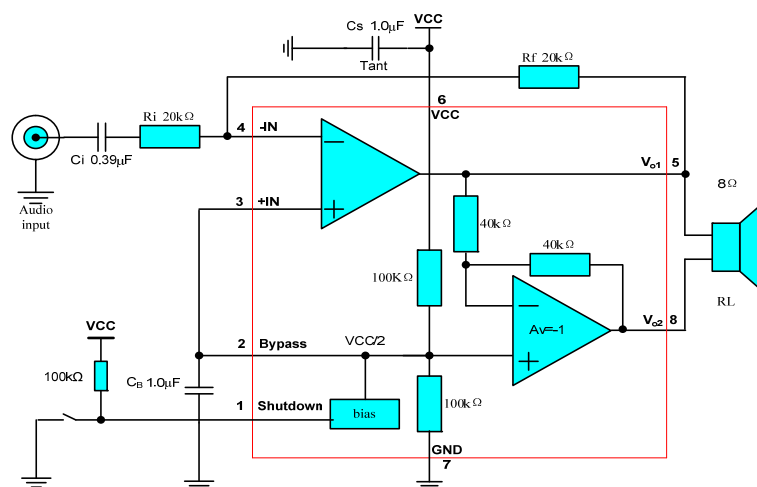 Cs 1.0μF
VCC
Tant
Rf 20kΩ
6
VCC
Ri 20kΩ
4
-IN
Ci 0.39μF
Vo1
5
Audio
input
3
+IN
8Ω
40kΩ
40kΩ
100KΩ
RL
Av=-1
Vo2
8
VCC
2
Bypass
VCC/2
100kΩ
CB 1.0μF
1
Shutdown
bias
100kΩ
GND
7